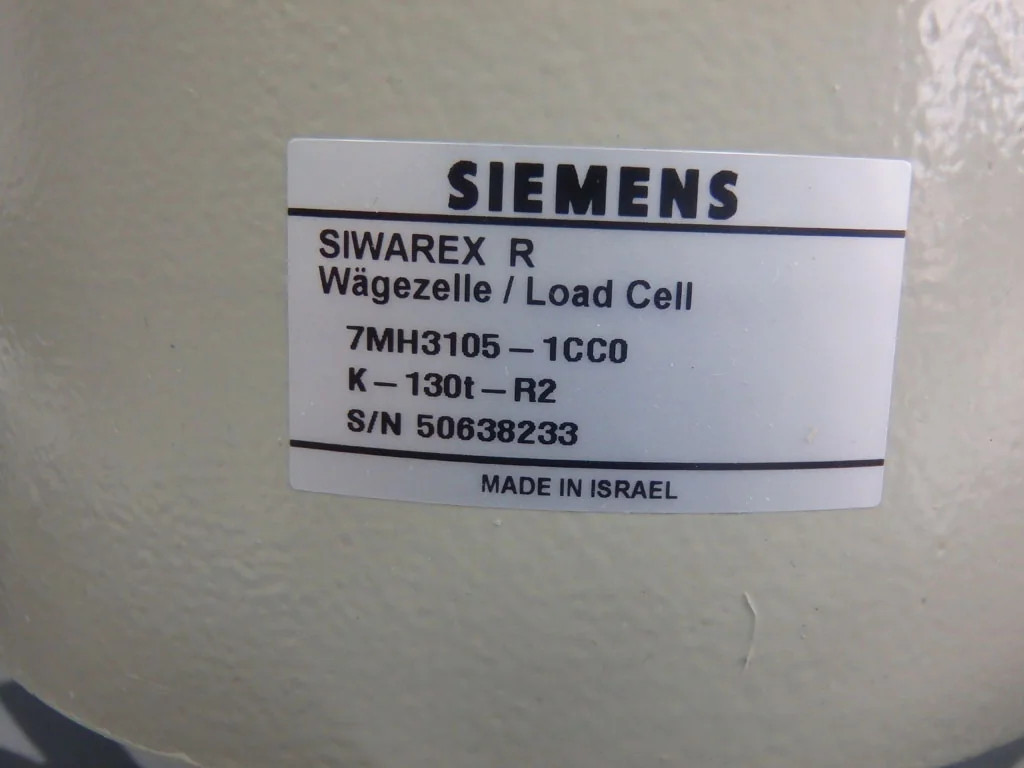 SIEMENS
SIWAREX R
Wägezelle / Load Cell
7MH3105 – 1CC0
K – 130t – R2
S/N 50638233
MADE IN ISRAEL